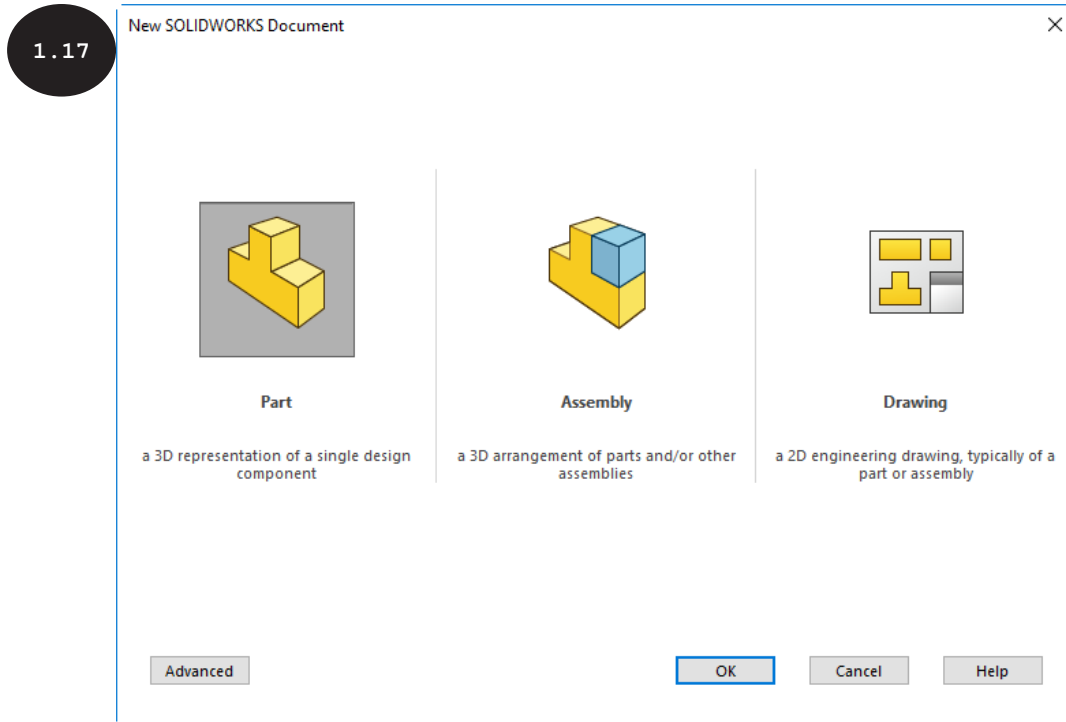 1.17
New SOLIDWORKS Document
Part
a 3D representation of a single design
component
Assembly
a 3D arrangement of parts and/or other
assemblies
Drawing
a 2D engineering drawing, typically of a
part or assembly
Advanced
OK
Cancel
Help